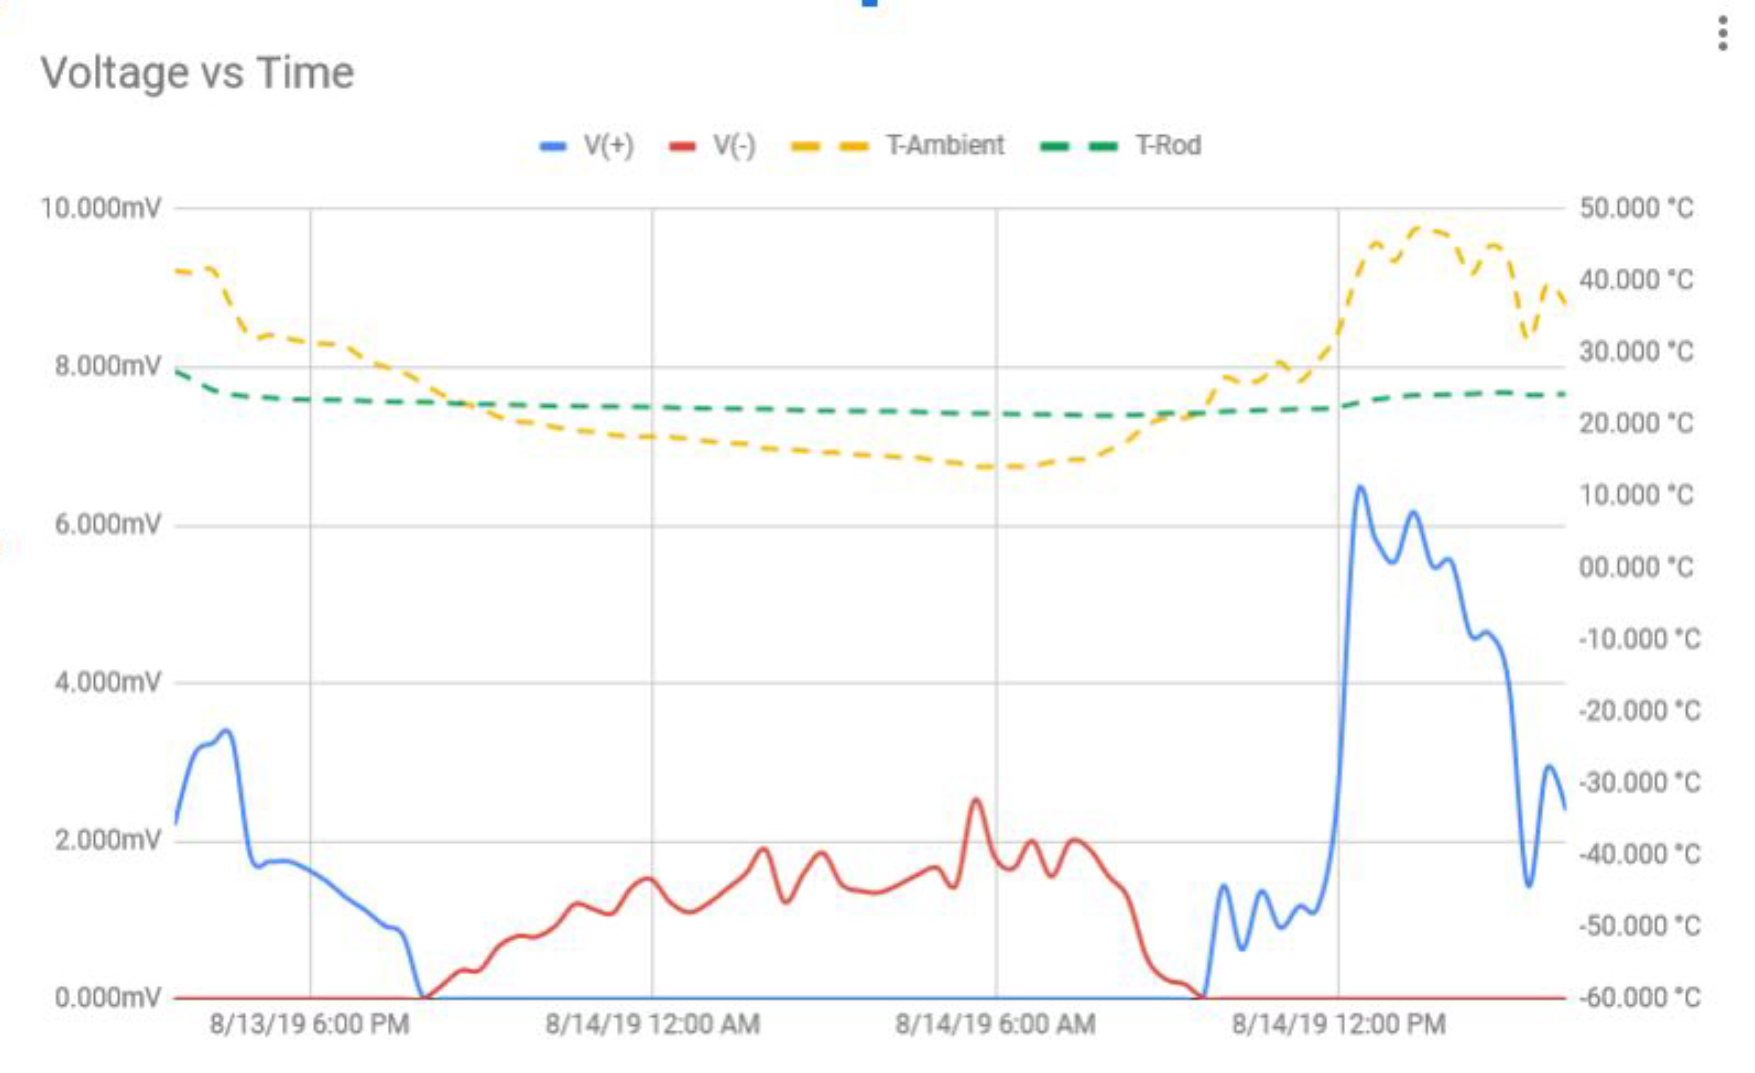 Voltage vs Time
V(+) V(-) T-Ambient T-Rod
10.000mV 50.000 °C
40.000 °C
8.000mV 30.000 °C
20.000 °C
6.000mV 10.000 °C
00.000 °C
-10.000 °C
4.000mV -20.000 °C
-30.000 °C
2.000mV -40.000 °C
-50.000 °C
0.000mV -60.000 °C
8/13/19 6:00 PM 8/14/19 12:00 AM 8/14/19 6:00 AM 8/14/19 12:00 PM